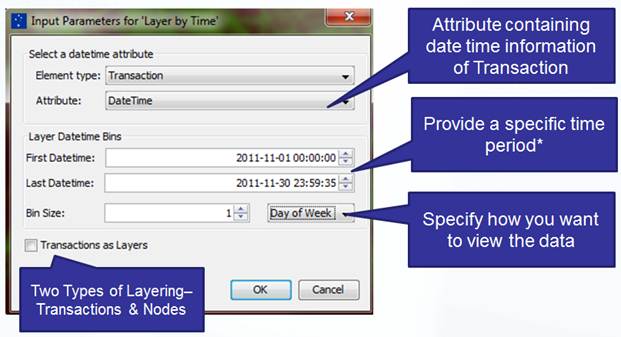 Input Parameters for 'Layer by Time'
Select a datetime attribute
Element type: Transaction
Attribute: DateTime
Layer Datetime Bins
First Datetime: 2011-11-01 00:00:00
Last Datetime: 2011-11-30 23:59:35
Bin Size: 1 Day of Week
Transactions as Layers
OK Cancel
Attribute containing
date time information
of Transaction
Provide a specific time
period*
Specify how you want
to view the data
Two Types of Layering–
Transactions & Nodes